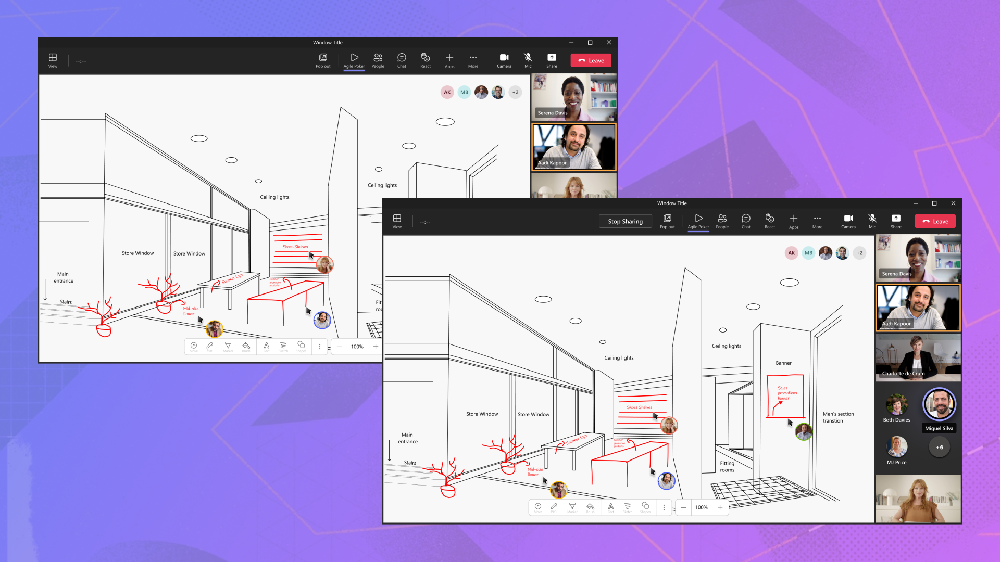 Window Title
View
--:--
Pop out
Agile Poker
People
Chat
React
Apps
More
Camera
Mic
Share
Leave
AK
MB
+2
Serena Davis
Aadi Kapoor
Ceiling lights
Ceiling lights
Store Window
Store Window
Main
entrance
Stairs
Shoes Shelves
Summer tops
Summer
promotion
products
Mid-size
flower
Fit
roo
Move
Pen
Marker
Brush
Text
Sketch
Shapes
100%
Window Title
View
--:--
Stop Sharing
Pop out
Agile Poker
People
Chat
React
Apps
More
Camera
Mic
Share
Leave
AK
MB
+2
Serena Davis
Aadi Kapoor
Charlotte de Crum
Beth Davies
Miguel Silva
MJ Price
+6
Ceiling lights
Ceiling lights
Banner
Sales
promotions
banner
Men's section
transtion
Store Window
Store Window
Main
entrance
Stairs
Shoes Shelves
Summer tops
Summer
promotion
products
Mid-size
flower
Fitting
rooms
Move
Pen
Marker
Brush
Text
Sketch
Shapes
100%